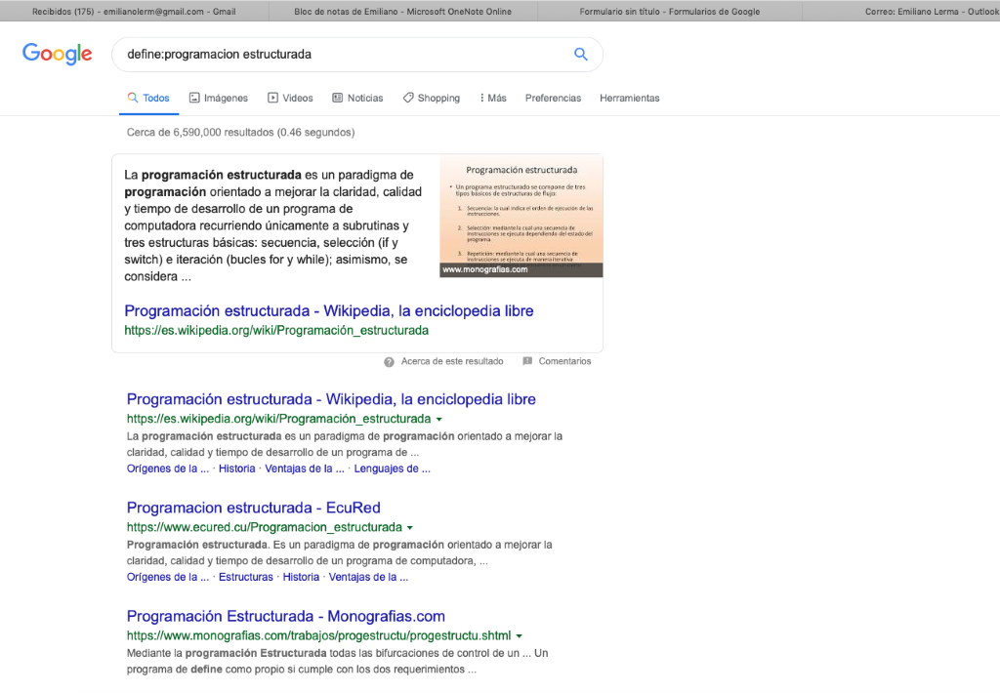 Recibidos (175) - emilianolerm@gmail.com - Gmail
Bloc de notas de Emiliano - Microsoft OneNote Online
Formulario sin título - Formularios de Google
Correo: Emiliano Lerma - Outlook
Google
define:programacion estructurada
Todos
Imágenes
Videos
Noticias
Shopping
Más
Preferencias
Herramientas
Cerca de 6,590,000 resultados (0.46 segundos)
La programación estructurada es un paradigma de
programación orientado a mejorar la claridad, calidad
y tiempo de desarrollo de un programa de
computadora recurriendo únicamente a subrutinas y
tres estructuras básicas: secuencia, selección (if y
switch) e iteración (bucles for y while); asimismo, se
considera ...
Programación estructurada
• Un programa estructurado se compone de tres
tipos básicos de estructuras de flujo:
1. Secuencia: la cual indica el orden de ejecución de las
instrucciones.
2. Selección: mediante la cual una secuencia de
instrucciones se ejecuta dependiendo del estado del
programa.
3. Repetición: mediante la cual una secuencia de
instrucciones se ejecuta de manera iterativa
www.monografias.com
Programación estructurada - Wikipedia, la enciclopedia libre
https://es.wikipedia.org/wiki/Programación_estructurada
Acerca de este resultado
Comentarios
Programación estructurada - Wikipedia, la enciclopedia libre
https://es.wikipedia.org/wiki/Programación_estructurada
La programación estructurada es un paradigma de programación orientado a mejorar la
claridad, calidad y tiempo de desarrollo de un programa de ...
Orígenes de la ... · Historia · Ventajas de la ... · Lenguajes de ...
Programacion estructurada - EcuRed
https://www.ecured.cu/Programacion_estructurada
Programación estructurada. Es un paradigma de programación orientado a mejorar la
claridad, calidad y tiempo de desarrollo de un programa de computadora, ...
Orígenes de la ... · Estructuras · Historia · Ventajas de la ...
Programación Estructurada - Monografias.com
https://www.monografias.com/trabajos/progestructu/progestructu.shtml
Mediante la programación Estructurada todas las bifurcaciones de control de un ... Un
programa de define como propio si cumple con los dos requerimientos ...